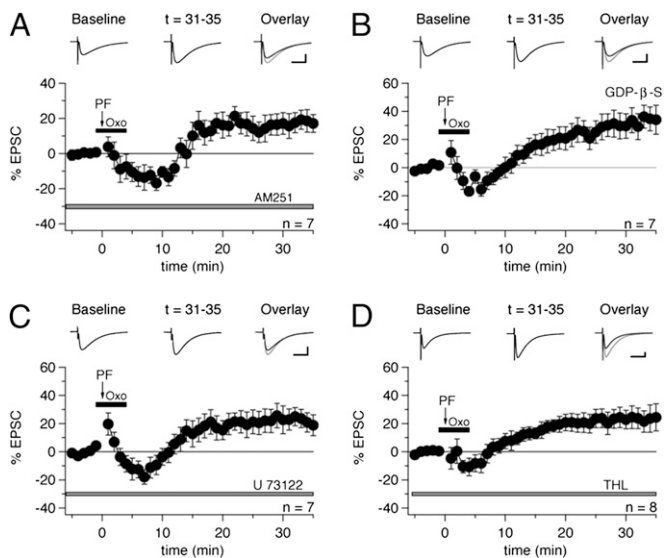 A
Baseline t = 31-35 Overlay
40
20
0
-20
-40
% EPSC
PF
Oxo
AM251
n = 7
0 10 20 30
time (min)
B
Baseline t = 31-35 Overlay
GDP-β-S
60
40
20
0
-20
-40
% EPSC
PF
Oxo
n = 7
0 10 20 30
time (min)
C
Baseline t = 31-35 Overlay
60
40
20
0
-20
-40
% EPSC
PF
Oxo
U 73122
n = 7
0 10 20 30
time (min)
D
Baseline t = 31-35 Overlay
60
40
20
0
-20
-40
% EPSC
PF
Oxo
THL
n = 8
0 10 20 30
time (min)